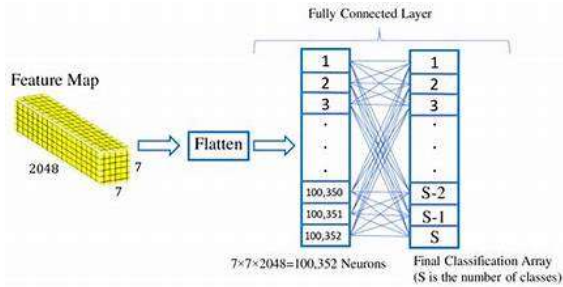 Fully Connected Layer
Feature Map
2048
7
7
Flatten
1
2
3
.
.
.
100,350
100,351
100,352
1
2
3
.
.
.
S-2
S-1
S
7×7×2048=100,352 Neurons
Final Classification Array
(S is the number of classes)